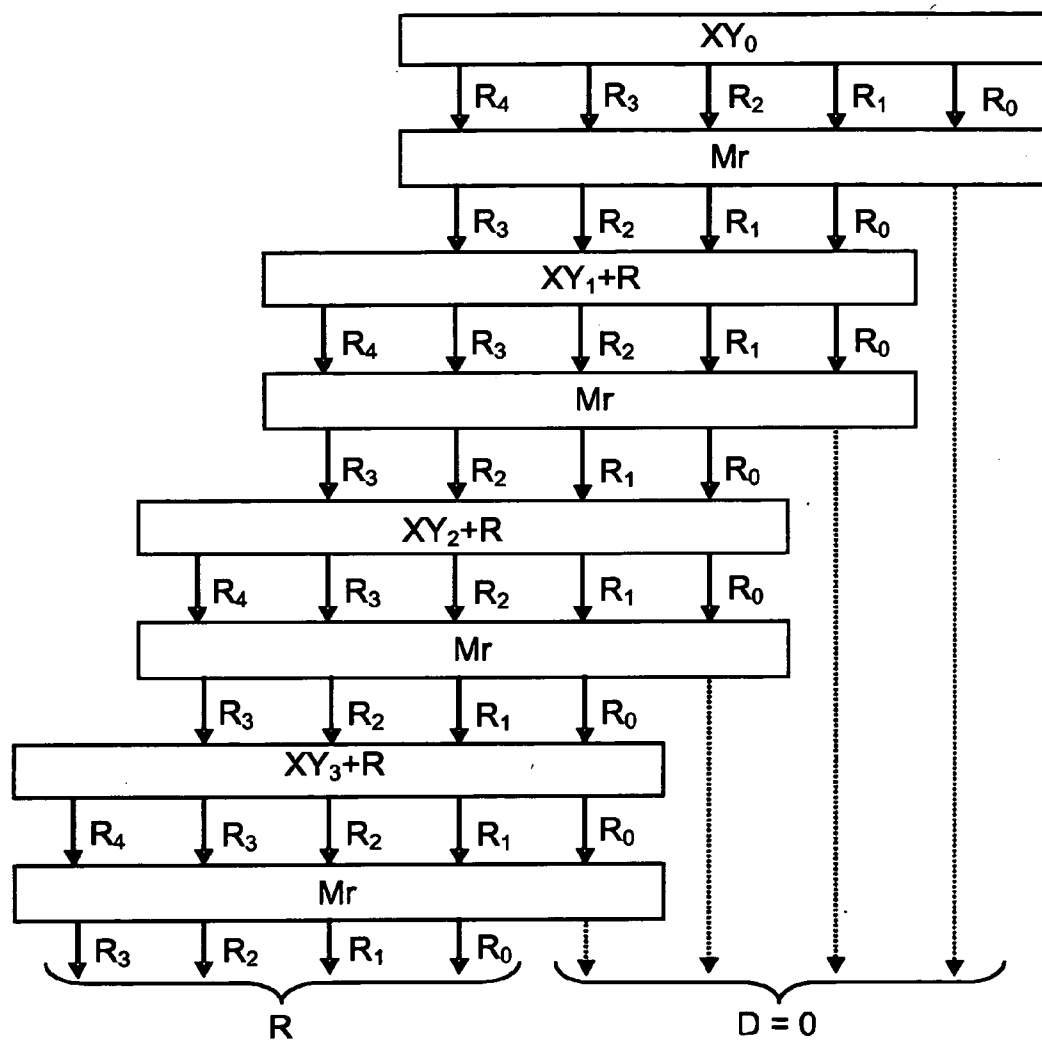 XY₀
R₄ R₃ R₂ R₁ R₀
Mr
R₃ R₂ R₁ R₀
XY₁+R
R₄ R₃ R₂ R₁ R₀
Mr
R₃ R₂ R₁ R₀
XY₂+R
R₄ R₃ R₂ R₁ R₀
Mr
R₃ R₂ R₁ R₀
XY₃+R
R₄ R₃ R₂ R₁ R₀
Mr
R₃ R₂ R₁ R₀
R D = 0